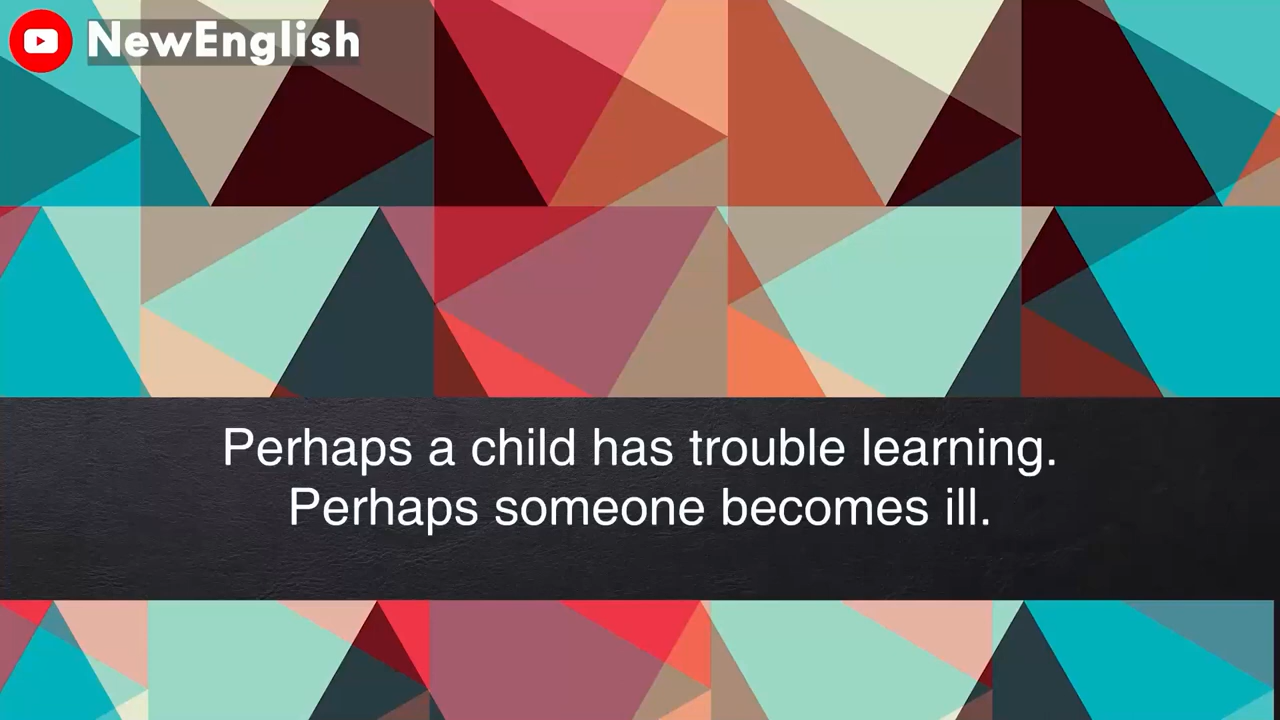 NewEnglish
Perhaps a child has trouble learning.
Perhaps someone becomes ill.